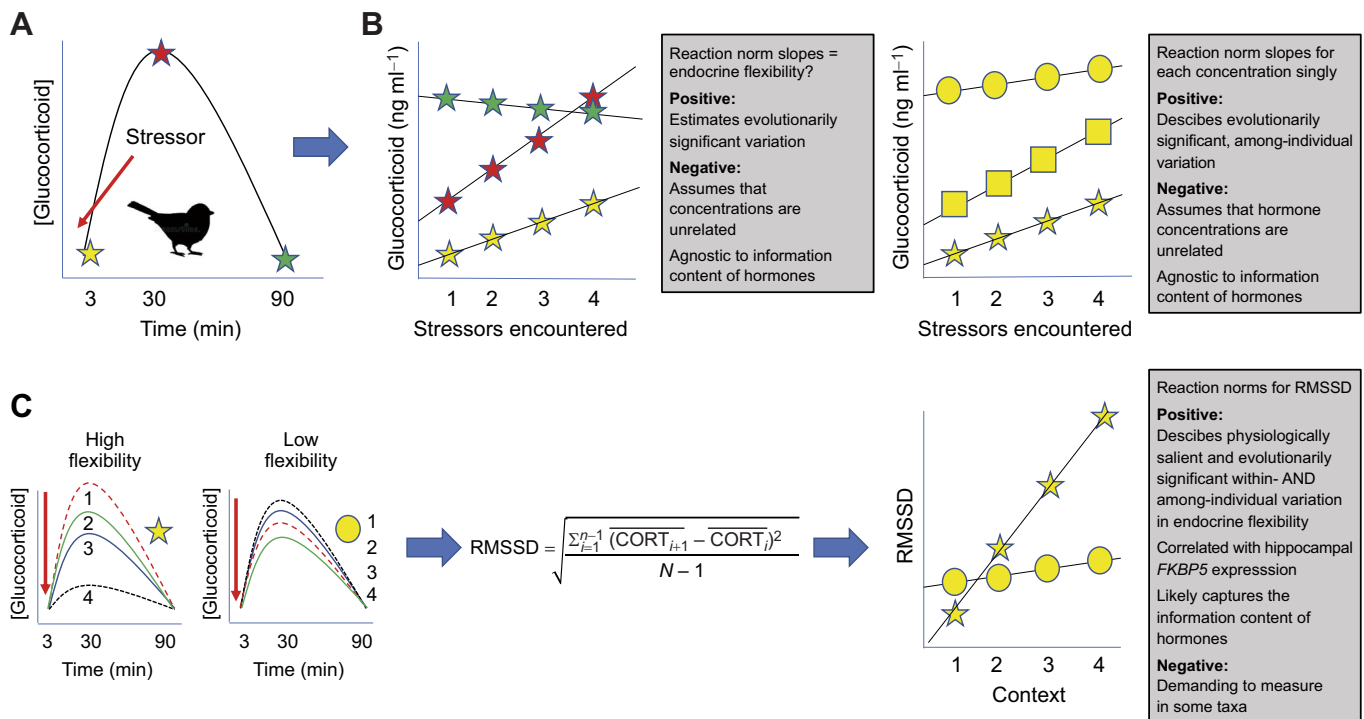 A
[Glucocorticoid]
Stressor
3
30
90
Time (min)
B
Glucocorticoid (ng ml⁻¹)
1
2
3
4
Stressors encountered
Reaction norm slopes =
endocrine flexibility?
Positive:
Estimates evolutionarily
significant variation
Negative:
Assumes that
concentrations are
unrelated
Agnostic to information
content of hormones
Glucocorticoid (ng ml⁻¹)
1
2
3
4
Stressors encountered
Reaction norm slopes for
each concentration singly
Positive:
Descibes evolutionarily
significant, among-individual
variation
Negative:
Assumes that hormone
concentrations are
unrelated
Agnostic to information
content of hormones
C
High
flexibility
[Glucocorticoid]
1
2
3
4
3
30
90
Time (min)
Low
flexibility
[Glucocorticoid]
1
2
3
4
3
30
90
Time (min)
RMSSD = √(Σⁿ⁻¹ᵢ₌₁ (C̅O̅R̅T̅ᵢ₊₁ – C̅O̅R̅T̅ᵢ)² / N – 1)
RMSSD
1
2
3
4
Context
Reaction norms for RMSSD
Positive:
Descibes physiologically
salient and evolutionarily
significant within- AND
among-individual variation
in endocrine flexibility
Correlated with hippocampal
FKBP5 expresssion
Likely captures the
information content of
hormones
Negative:
Demanding to measure
in some taxa